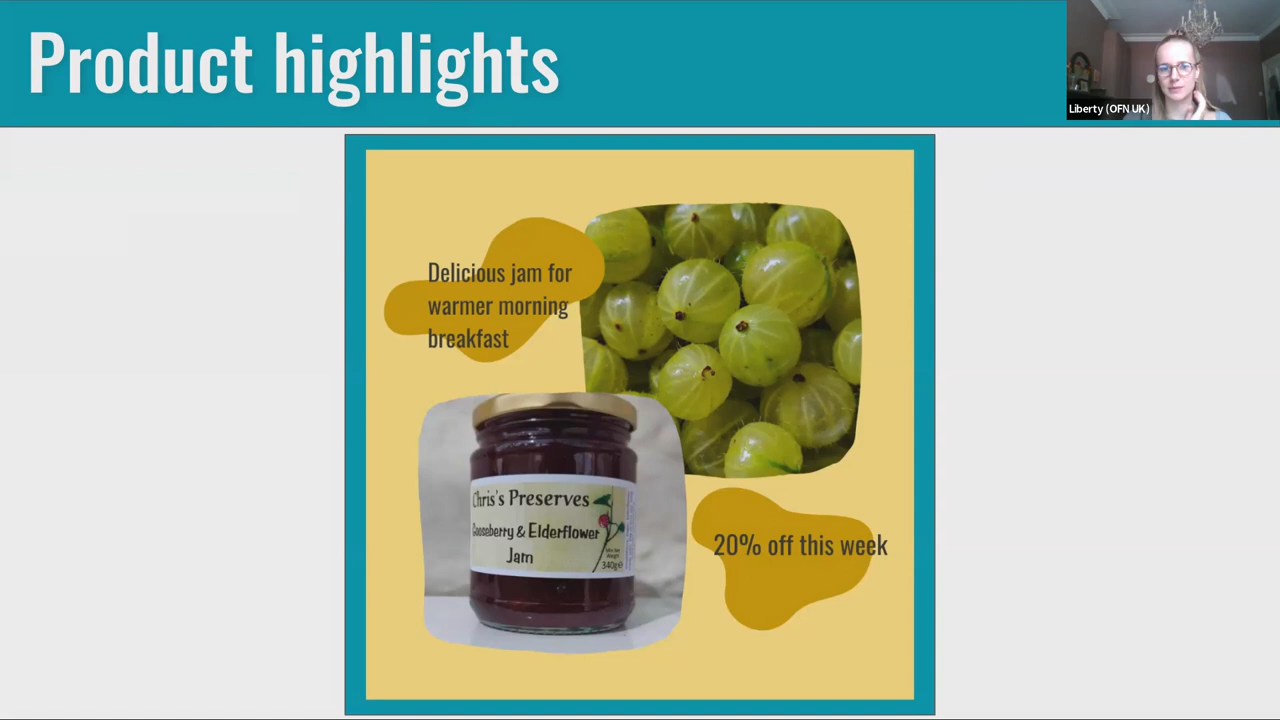 Product highlights
Liberty (OFN UK)
Delicious jam for
warmer morning
breakfast
Chris's Preserves
Gooseberry & Elderflower
Jam
340g℮
20% off this week